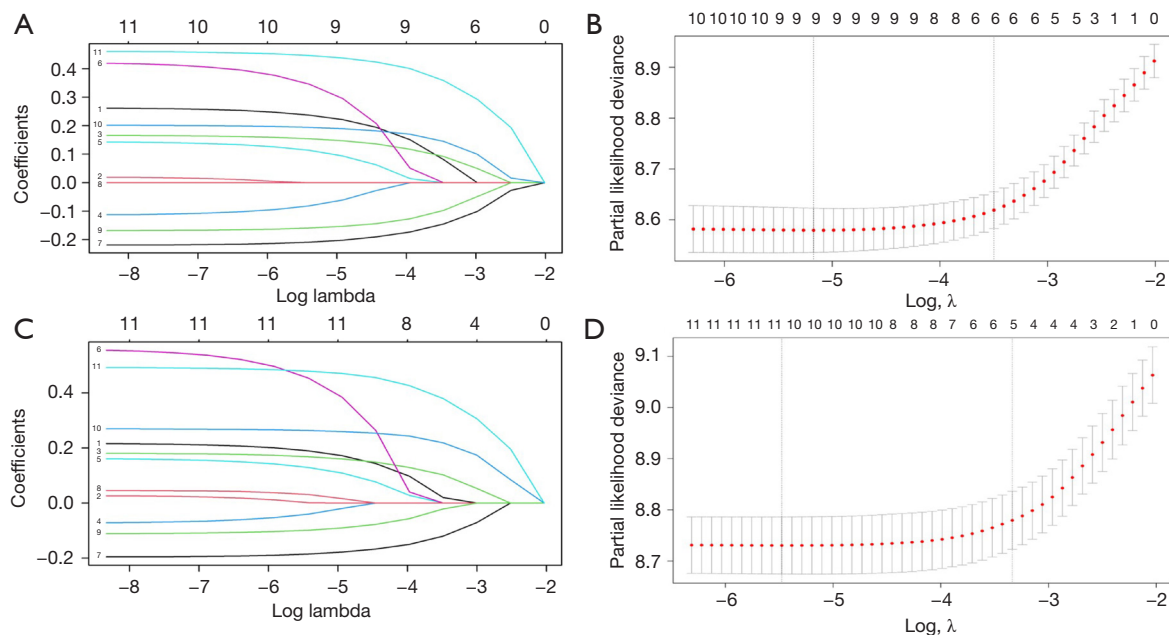 A
11 10 10 9 9 6 0
Coefficients
0.4
0.3
0.2
0.1
0.0
−0.1
−0.2
11
6
1
10
3
5
2
8
4
9
7
−8 −7 −6 −5 −4 −3 −2
Log lambda
B
10 10 10 10 9 9 9 9 9 9 9 9 8 8 6 6 6 6 5 5 3 1 1 0
Partial likelihood deviance
8.9
8.8
8.7
8.6
−6 −5 −4 −3 −2
Log, λ
C
11 11 11 11 8 4 0
Coefficients
0.4
0.2
0.0
−0.2
6
11
10
1
3
5
8
2
4
9
7
−8 −7 −6 −5 −4 −3 −2
Log lambda
D
11 11 11 11 11 10 10 10 10 10 8 8 8 7 6 6 5 4 4 4 3 2 1 0
Partial likelihood deviance
9.1
9.0
8.9
8.8
8.7
−6 −5 −4 −3 −2
Log, λ